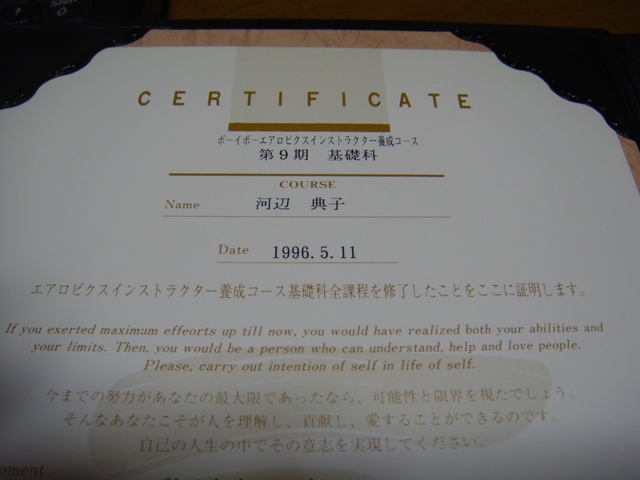 CERTIFICATE
ボーイボーエアロビクスインストラクター養成コース
第9期 基礎科
COURSE
Name 河辺 典子
Date 1996.5.11
エアロビクスインストラクター養成コース基礎科全課程を修了したことをここに証明します。
If you exerted maximum effeorts up till now, you would have realized both your abilities and
your limits. Then, you would be a person who can understand, help and love people.
Please, carry out intention of self in life of self.
今までの努力があなたの最大限であったなら、可能性と限界を視たでしょう。
そんなあなたこそが人を理解し、貢献し、愛することができるのです。
自己の人生の中でその意志を実現してください。
oment